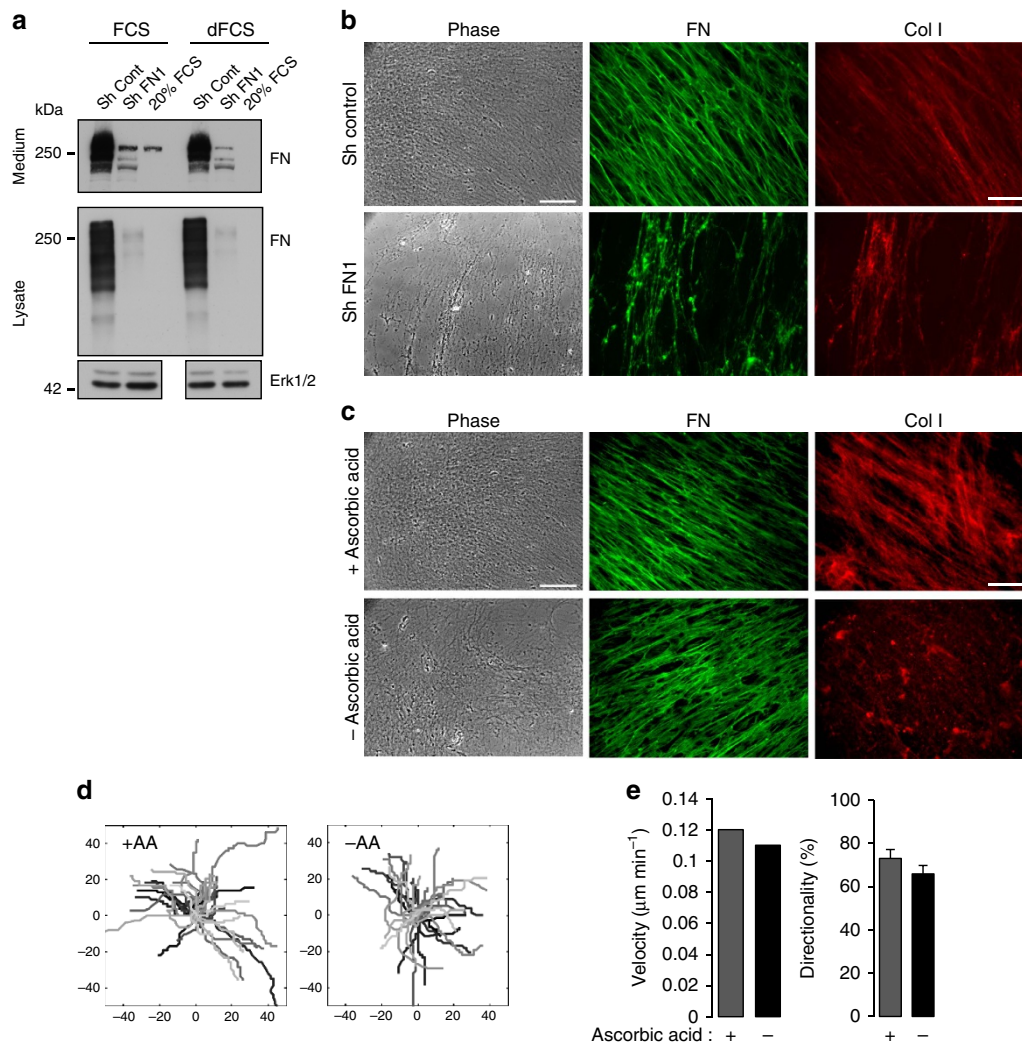 a
FCS dFCS
Sh Cont Sh FN1 20% FCS Sh Cont Sh FN1 20% FCS
kDa
Medium
250
FN
Lysate
250
FN
42
Erk1/2
b
Phase FN Col I
Sh control
Sh FN1
c
Phase FN Col I
+ Ascorbic acid
– Ascorbic acid
d
+AA
40
20
0
–20
–40
–40 –20 0 20 40
–AA
40
20
0
–20
–40
–40 –20 0 20 40
e
Velocity (μm min⁻¹)
0.14
0.12
0.1
0.08
0.06
0.04
0.02
0
Directionality (%)
100
80
60
40
20
0
Ascorbic acid : + – + –